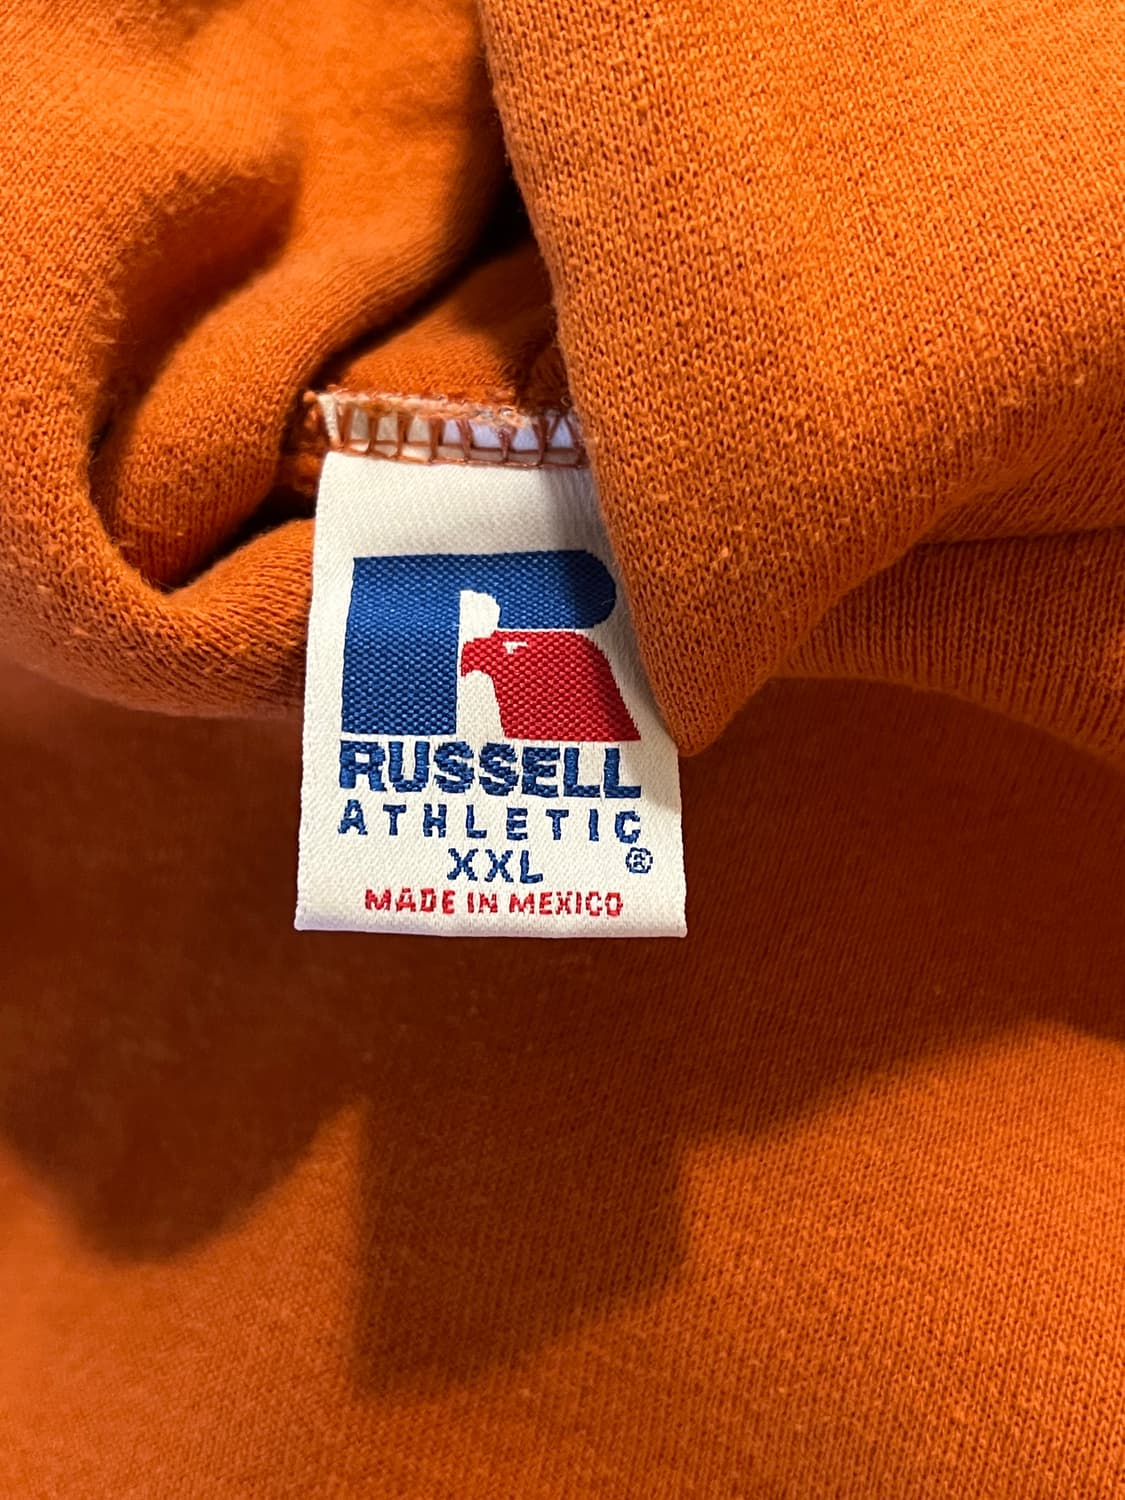 RUSSELL
ATHLETIC
XXL ®
MADE IN MEXICO